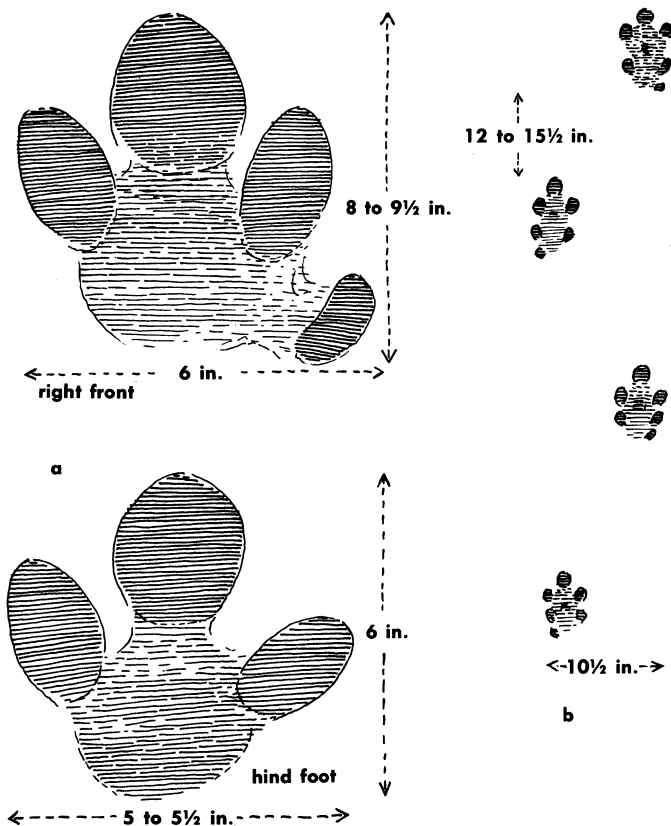 12 to 15½ in.
8 to 9½ in.
6 in.
right front
a
6 in.
10½ in.
b
hind foot
5 to 5½ in.